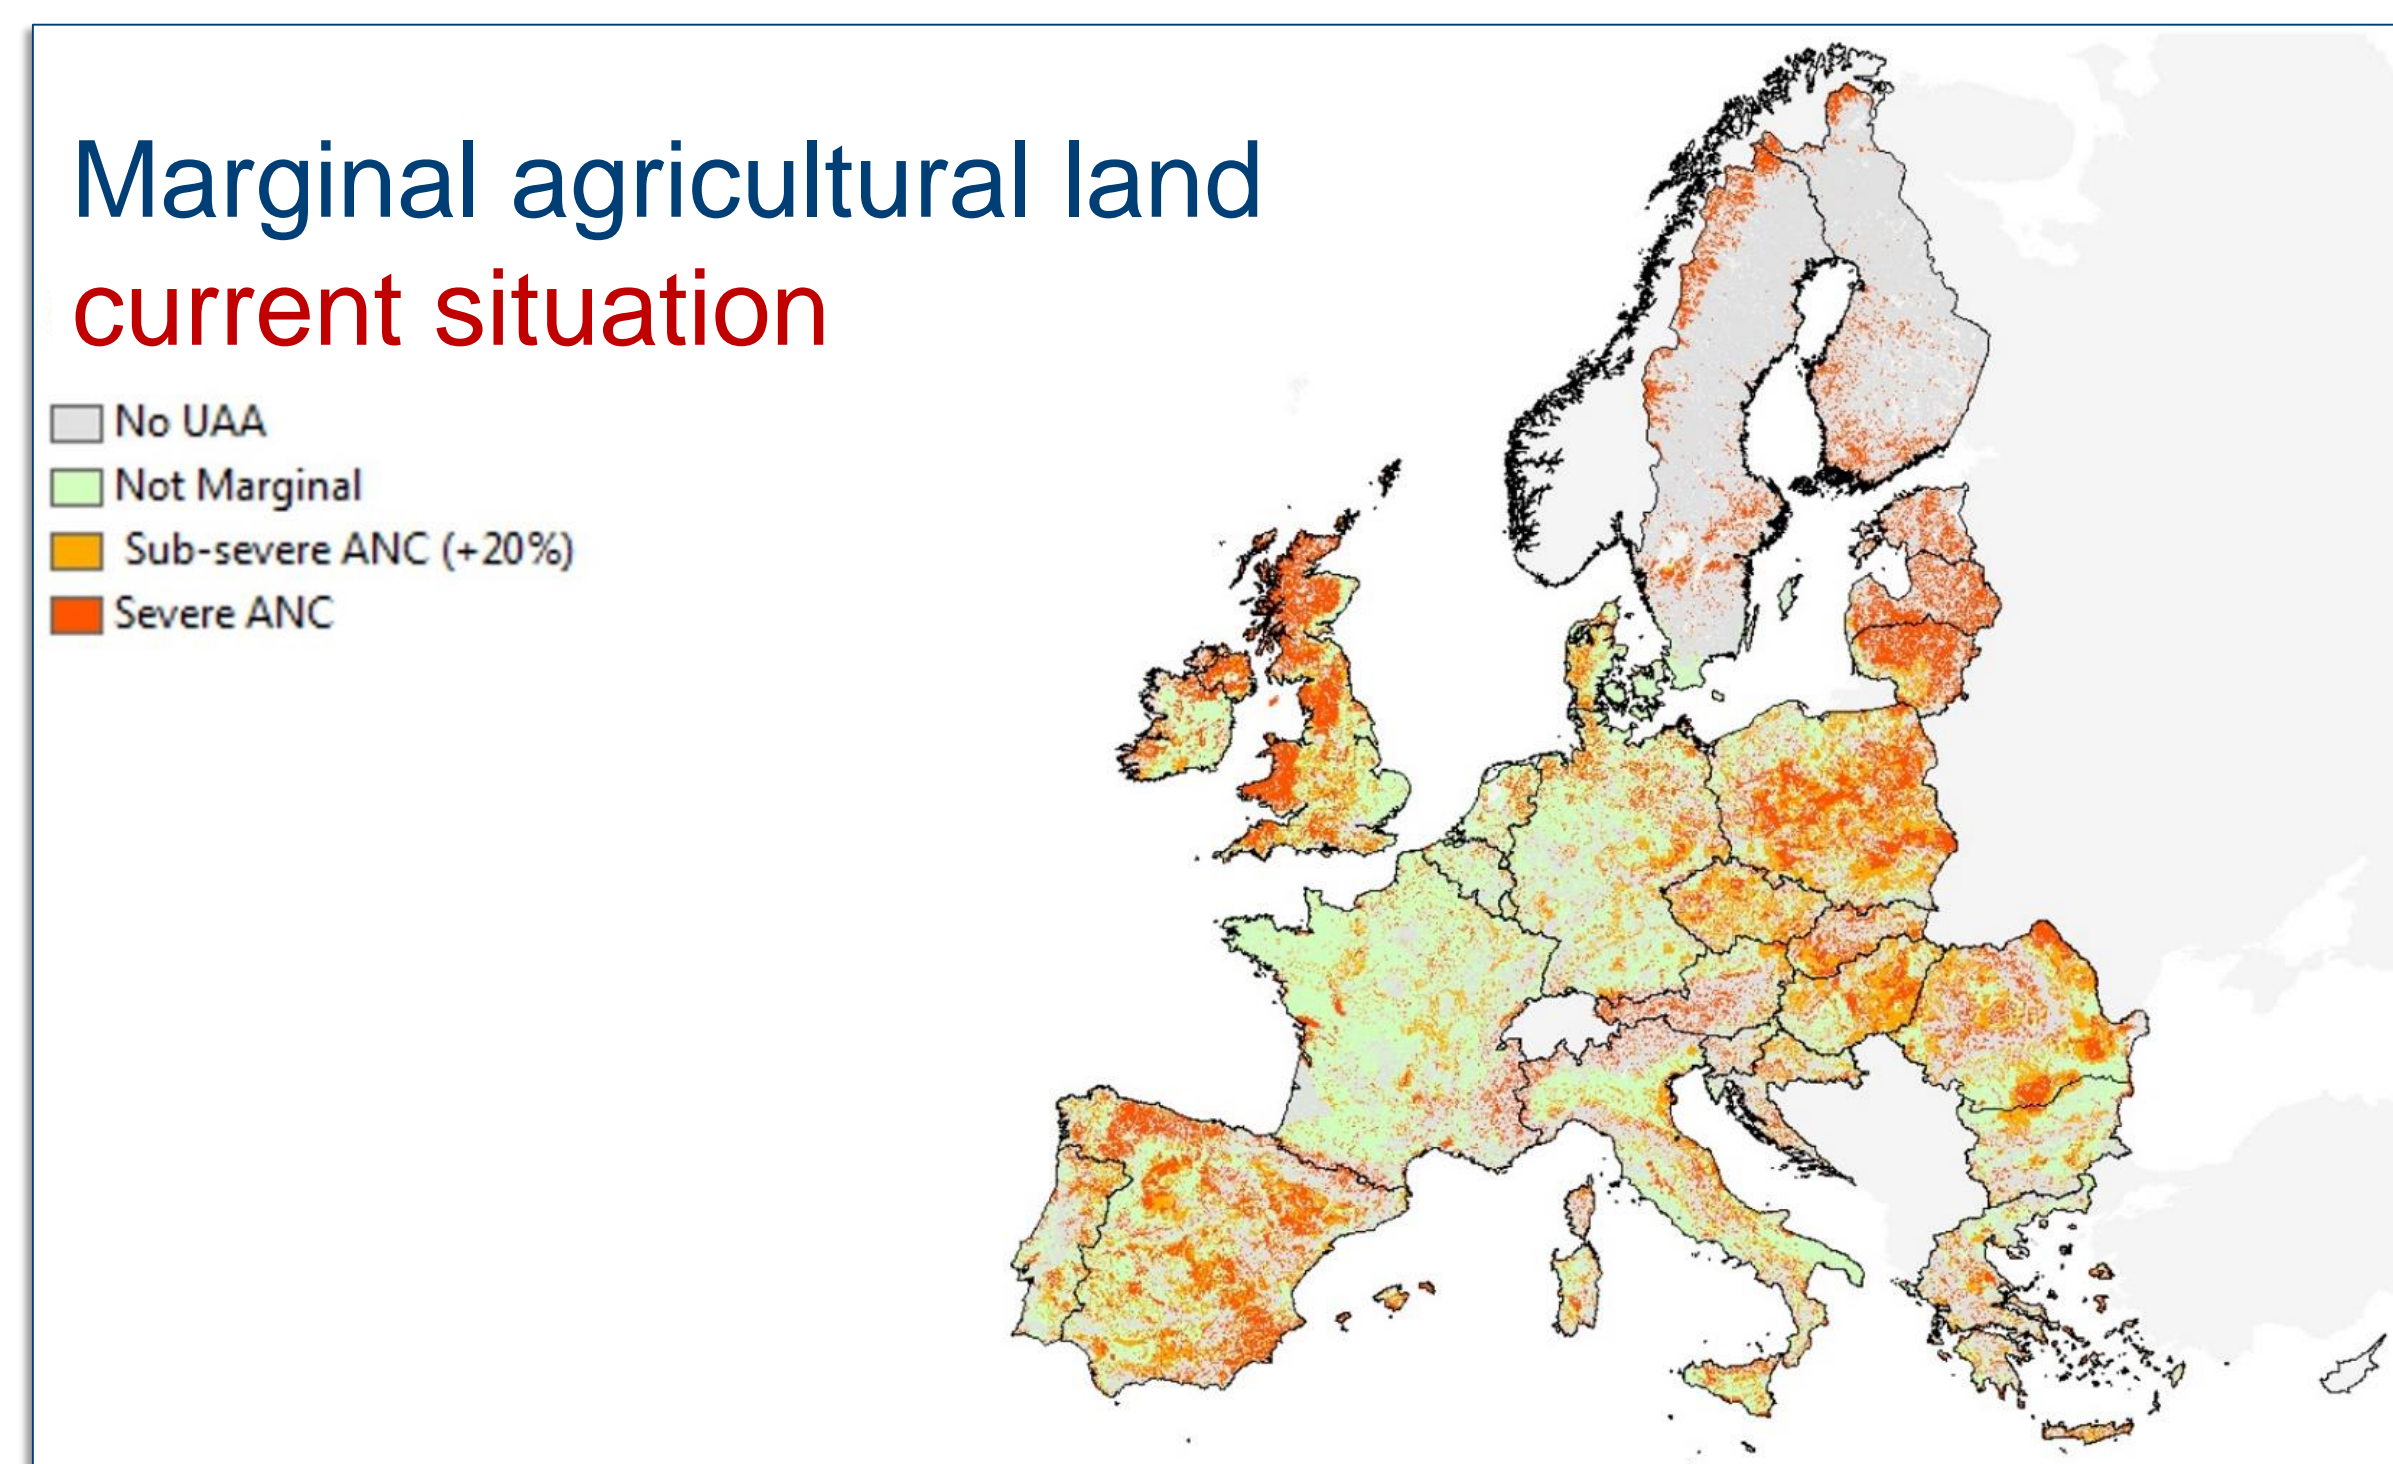 Marginal agricultural land
current situation
No UAA
Not Marginal
Sub-severe ANC (+20%)
Severe ANC